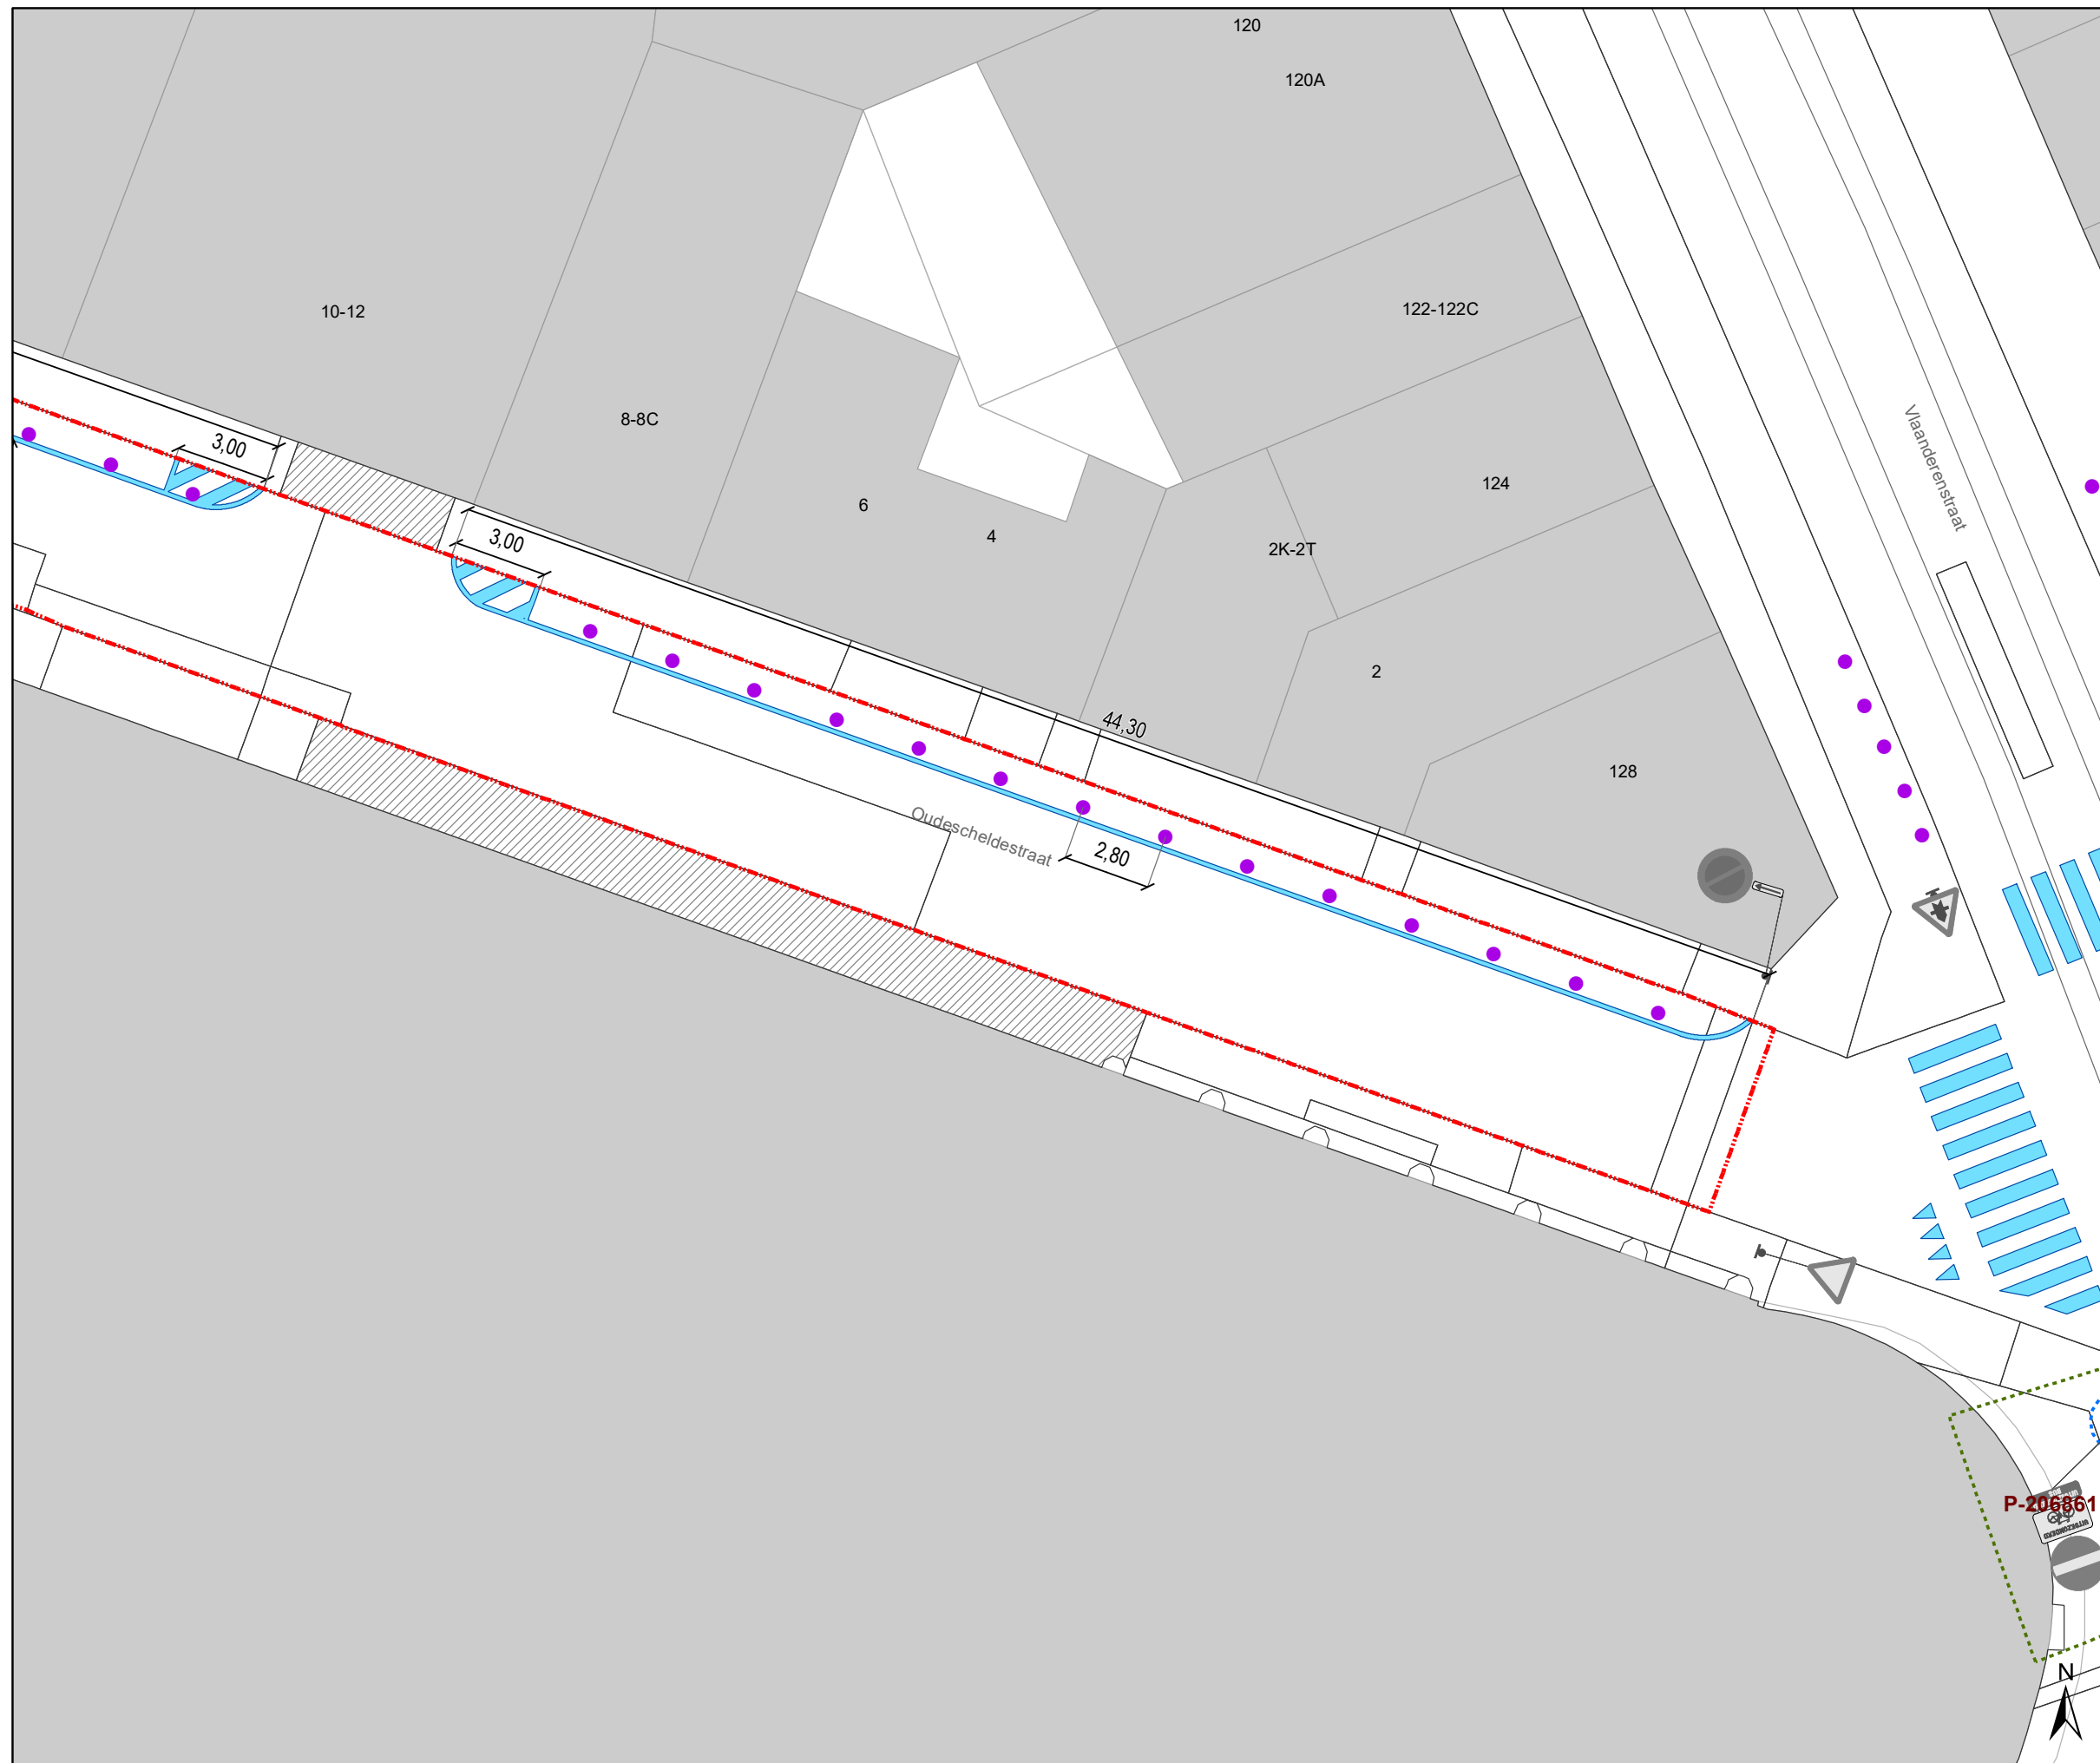 120
120A
10-12
122-122C
8-8C
3,00
6
4
124
Vlaanderenstraat
3,00
2K-2T
2
44,30
128
Oudescheldestraat
2,80
P-206861
UITGEZONDERD
N